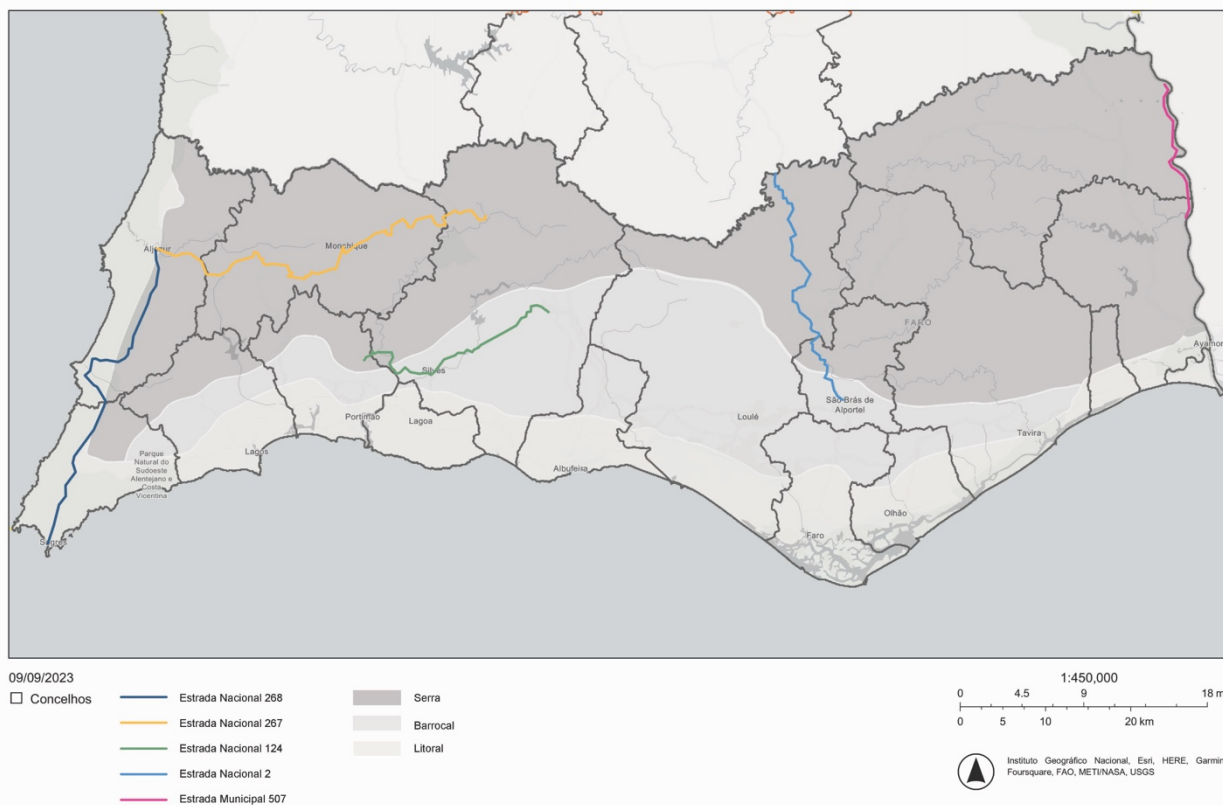 Aljezur
Monchique
FARO
Ayamon
Silves
São Brás de
Alportel
Portimão
Lagoa
Loulé
Tavira
Lagos
Parque
Natural do
Sudoeste
Alentejano e
Costa
Vicentina
Albufeira
Olhão
Faro
Sagres
09/09/2023
Concelhos
Estrada Nacional 268
Estrada Nacional 267
Estrada Nacional 124
Estrada Nacional 2
Estrada Municipal 507
Serra
Barrocal
Litoral
1:450,000
0 4.5 9 18 m
0 5 10 20 km
Instituto Geográfico Nacional, Esri, HERE, Garmin
Foursquare, FAO, METI/NASA, USGS